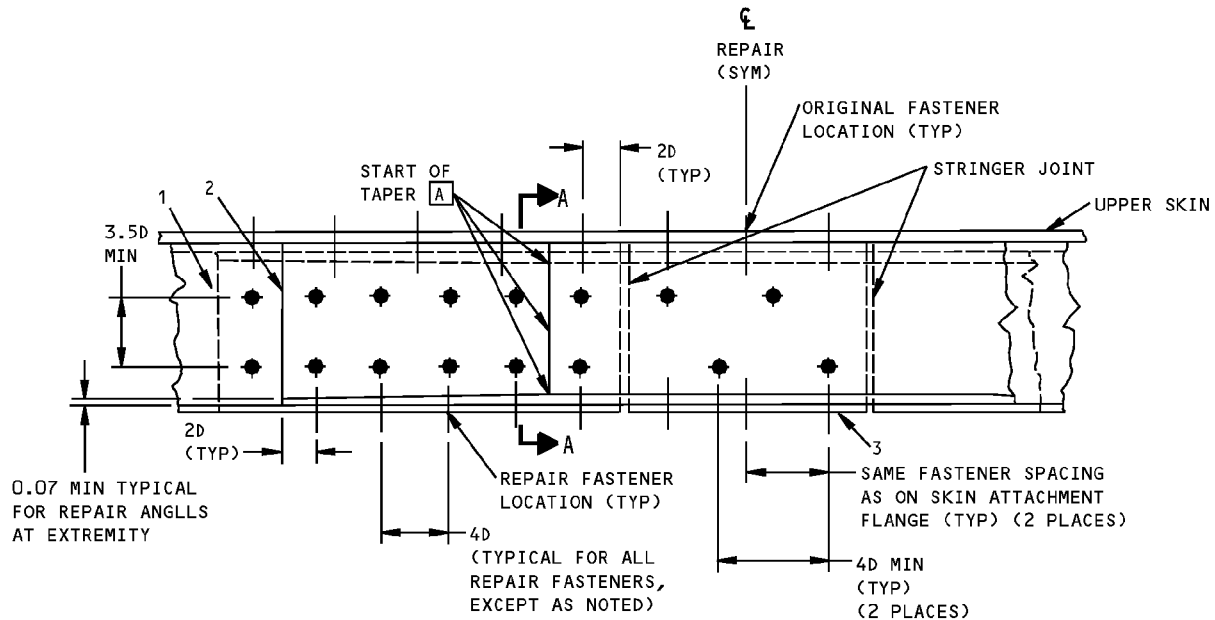 ℄
REPAIR
(SYM)
ORIGINAL FASTENER
LOCATION (TYP)
2D
(TYP)
STRINGER JOINT
START OF
TAPER A
A
UPPER SKIN
1
2
3.5D
MIN
2D
(TYP)
A
3
0.07 MIN TYPICAL
FOR REPAIR ANGLLS
AT EXTREMITY
REPAIR FASTENER
LOCATION (TYP)
SAME FASTENER SPACING
AS ON SKIN ATTACHMENT
FLANGE (TYP) (2 PLACES)
4D
(TYPICAL FOR ALL
REPAIR FASTENERS,
EXCEPT AS NOTED)
4D MIN
(TYP)
(2 PLACES)